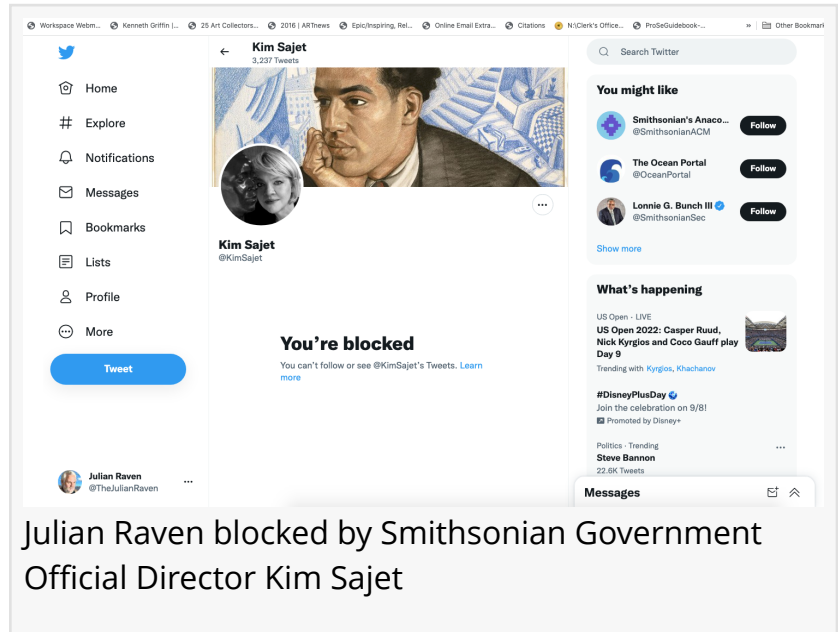 Workspace Webm... Kenneth Griffin |... 25 Art Collectors... 2016 | ARTnews Epic/Inspiring, Rel... Online Email Extra... Citations N:\Clerk's Office... ProSeGuidebook-... » Other Bookmark
Kim Sajet
3,237 Tweets
Home
Explore
Notifications
Messages
Bookmarks
Lists
Profile
More
Tweet
Julian Raven
@TheJulianRaven
Kim Sajet
@KimSajet
You're blocked
You can't follow or see @KimSajet's Tweets. Learn
more
Search Twitter
You might like
Smithsonian's Anaco...
@SmithsonianACM
Follow
The Ocean Portal
@OceanPortal
Follow
Lonnie G. Bunch III
@SmithsonianSec
Follow
Show more
What's happening
US Open · LIVE
US Open 2022: Casper Ruud,
Nick Kyrgios and Coco Gauff play
Day 9
Trending with Kyrgios, Khachanov
#DisneyPlusDay
Join the celebration on 9/8!
Promoted by Disney+
Politics · Trending
Steve Bannon
22.6K Tweets
Messages
Julian Raven blocked by Smithsonian Government
Official Director Kim Sajet